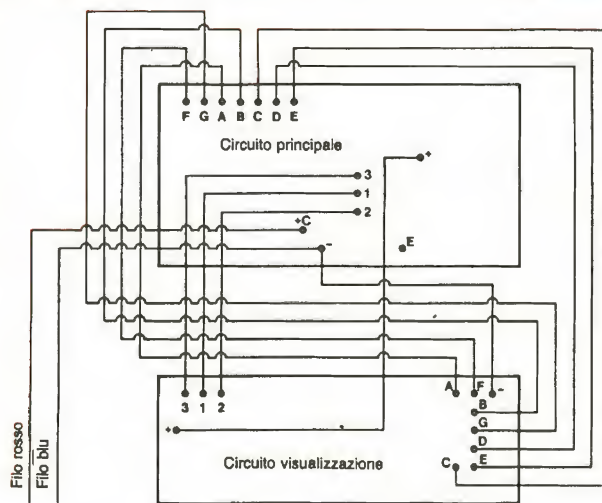 F G A B C D E
Circuito principale
+
3
1
2
+C
-
E
3 1 2
A F -
B
G
D
C E
+
Circuito visualizzazione
Filo rosso
Filo blu